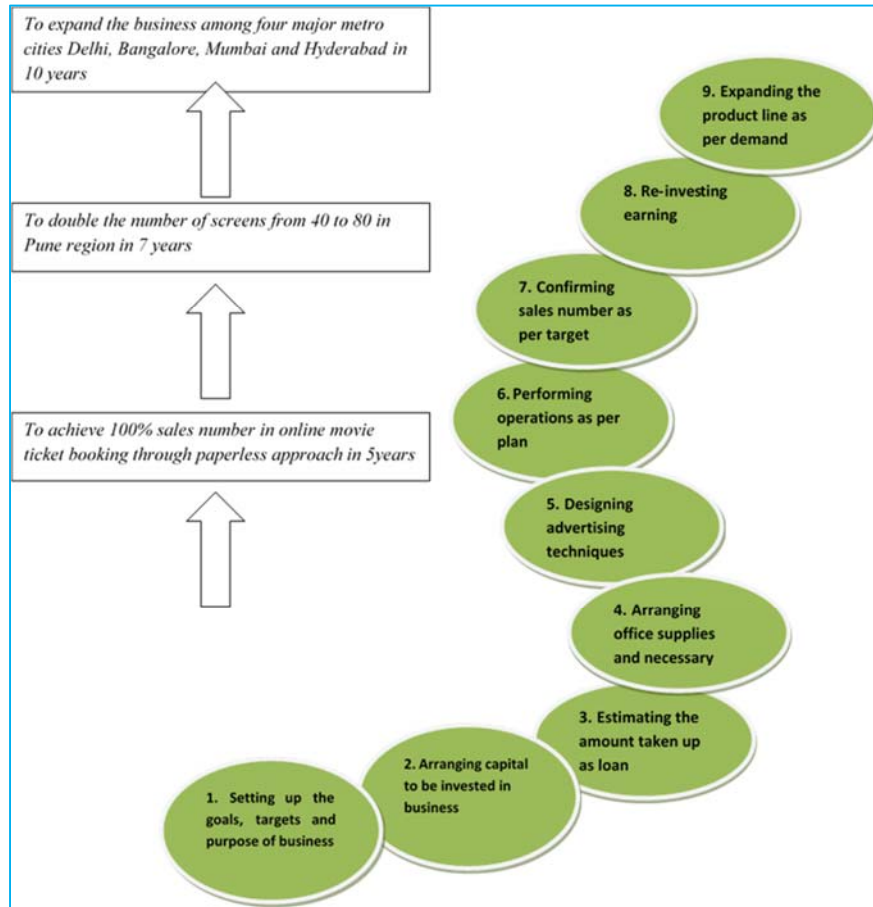 To expand the business among four major metro
cities Delhi, Bangalore, Mumbai and Hyderabad in
10 years
To double the number of screens from 40 to 80 in
Pune region in 7 years
To achieve 100% sales number in online movie
ticket booking through paperless approach in 5years
9. Expanding the
product line as
per demand
8. Re-investing
earning
7. Confirming
sales number as
per target
6. Performing
operations as per
plan
5. Designing
advertising
techniques
4. Arranging
office supplies
and necessary
3. Estimating the
amount taken up
as loan
2. Arranging capital
to be invested in
business
1. Setting up the
goals, targets and
purpose of business